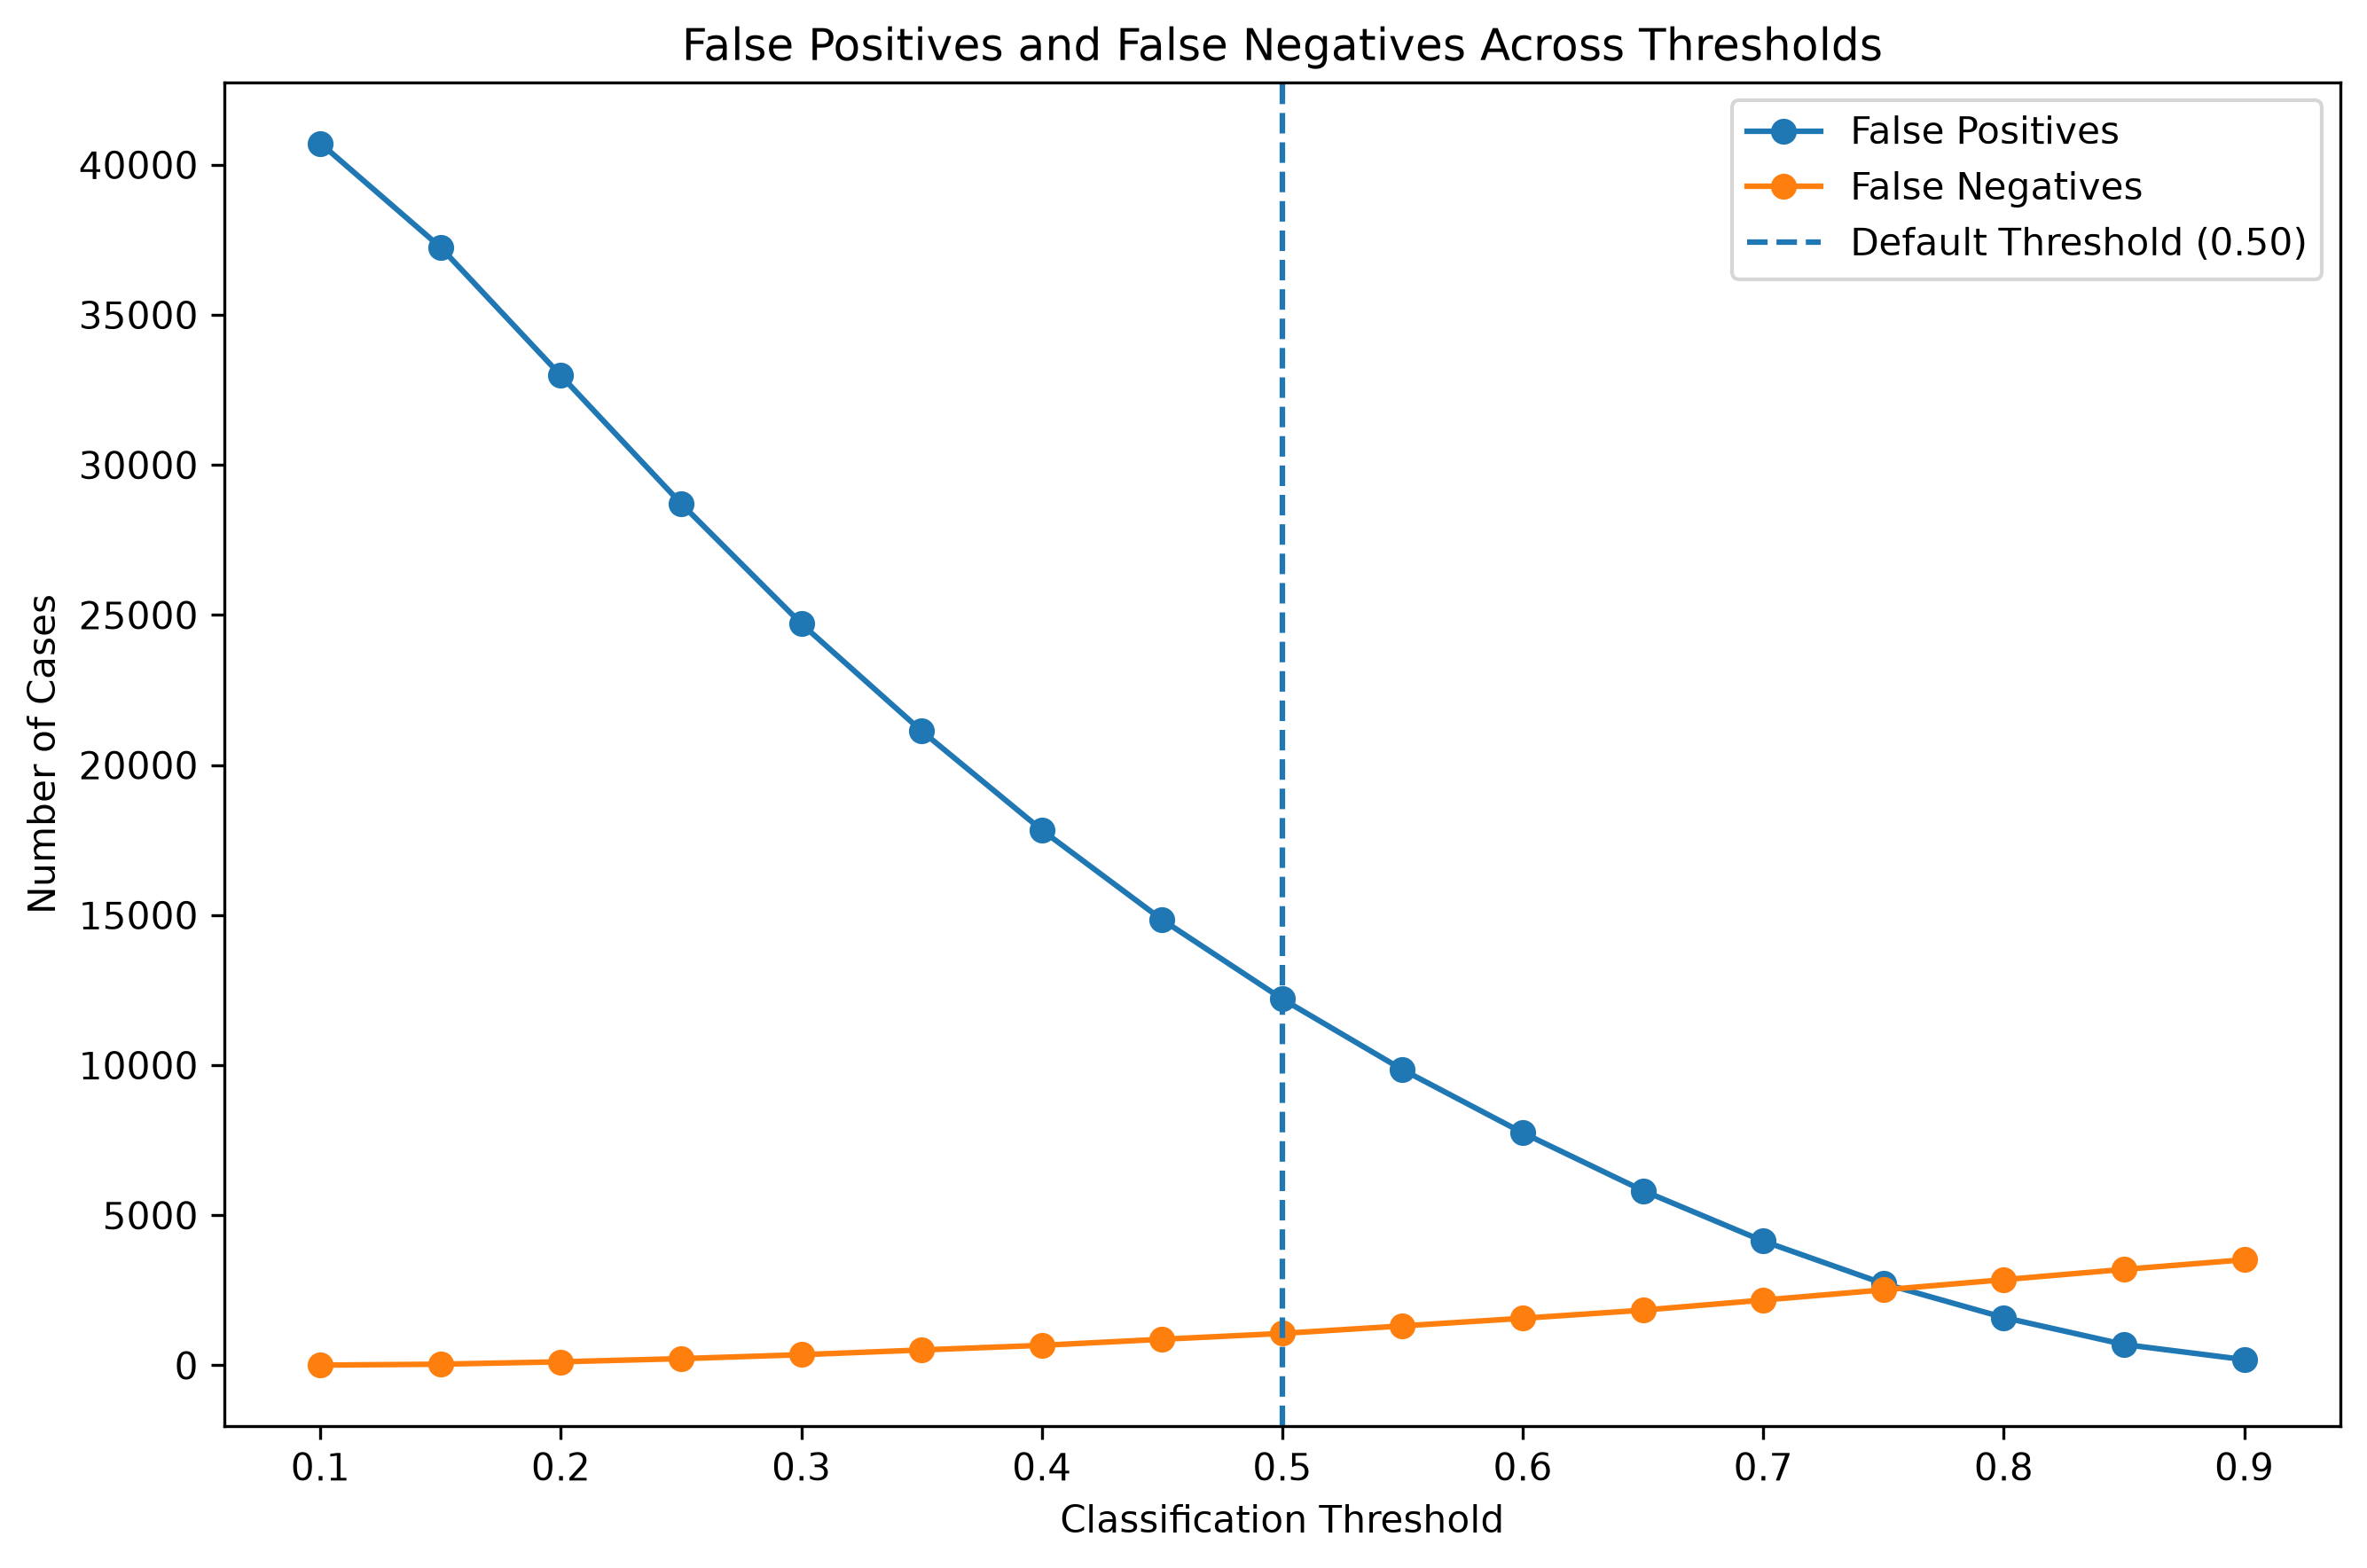 False Positives and False Negatives Across Thresholds
False Positives
False Negatives
Default Threshold (0.50)
Number of Cases
40000
35000
30000
25000
20000
15000
10000
5000
0
0.1 0.2 0.3 0.4 0.5 0.6 0.7 0.8 0.9
Classification Threshold